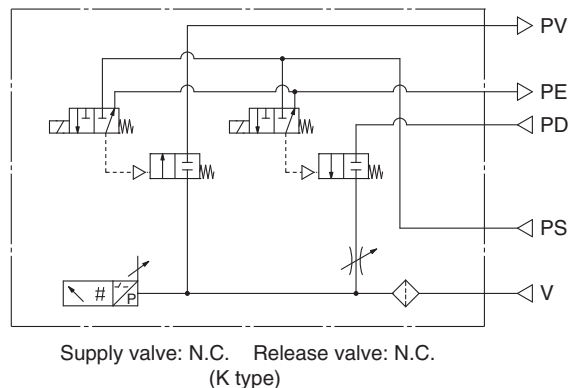 PV
PE
PD
PS
# P V
Supply valve: N.C. Release valve: N.C.
(K type)